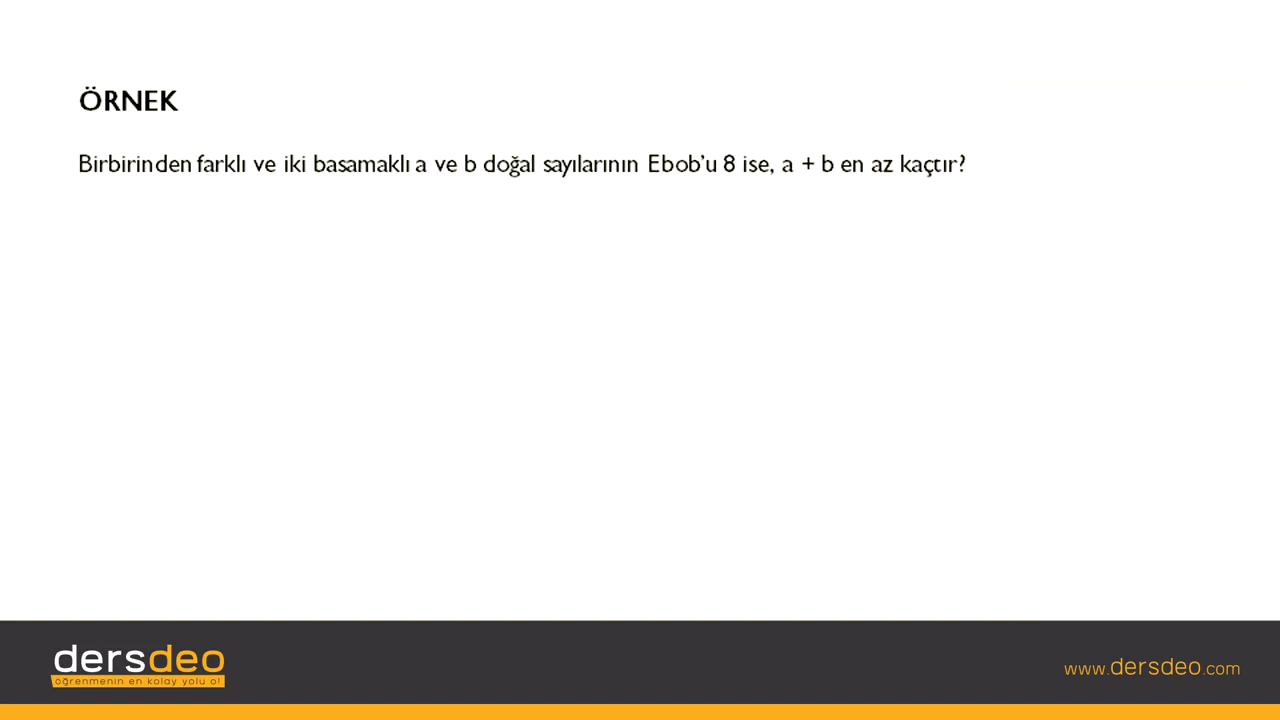 ÖRNEK
Birbirinden farklı ve iki basamaklı a ve b doğal sayılarının Ebob’u 8 ise, a + b en az kaçtır?
dersdeo
öğrenmenin en kolay yolu o!
www.dersdeo.com